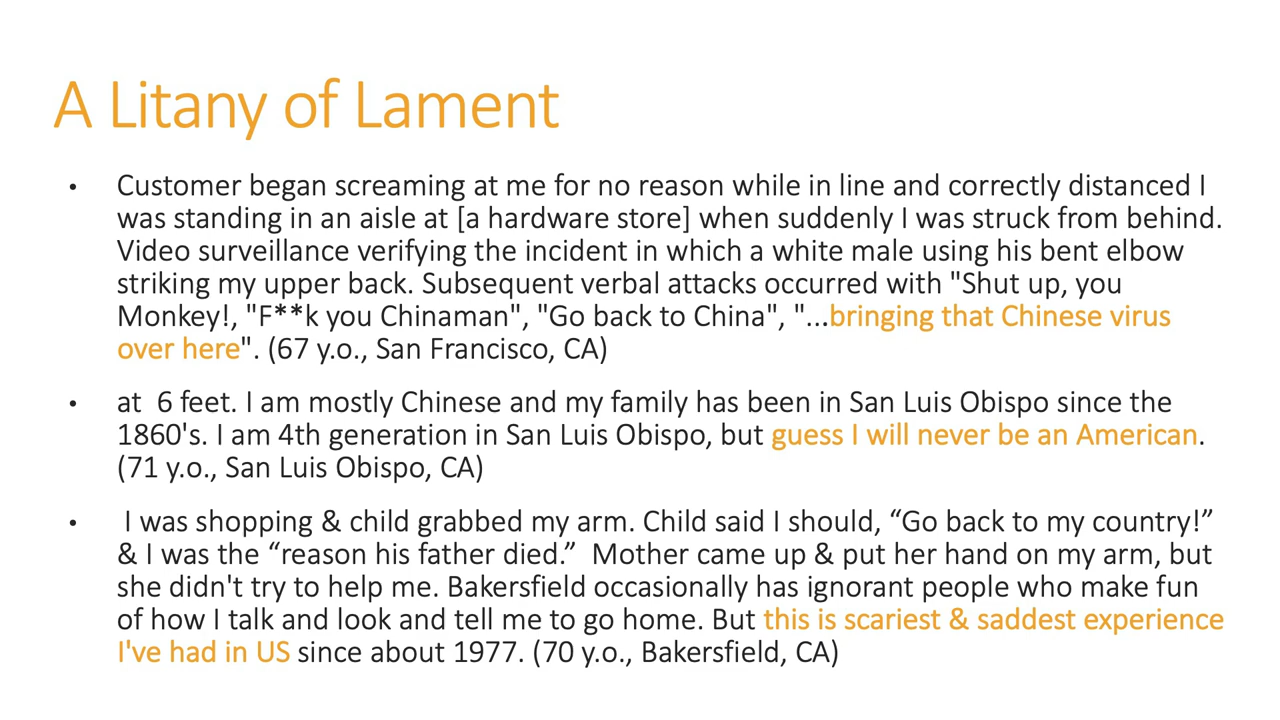 A Litany of Lament
• Customer began screaming at me for no reason while in line and correctly distanced I
was standing in an aisle at [a hardware store] when suddenly I was struck from behind.
Video surveillance verifying the incident in which a white male using his bent elbow
striking my upper back. Subsequent verbal attacks occurred with "Shut up, you
Monkey!, "F**k you Chinaman", "Go back to China", "...bringing that Chinese virus
over here". (67 y.o., San Francisco, CA)
• at  6 feet. I am mostly Chinese and my family has been in San Luis Obispo since the
1860's. I am 4th generation in San Luis Obispo, but guess I will never be an American.
(71 y.o., San Luis Obispo, CA)
• I was shopping & child grabbed my arm. Child said I should, “Go back to my country!”
& I was the “reason his father died.”  Mother came up & put her hand on my arm, but
she didn't try to help me. Bakersfield occasionally has ignorant people who make fun
of how I talk and look and tell me to go home. But this is scariest & saddest experience
I've had in US since about 1977. (70 y.o., Bakersfield, CA)